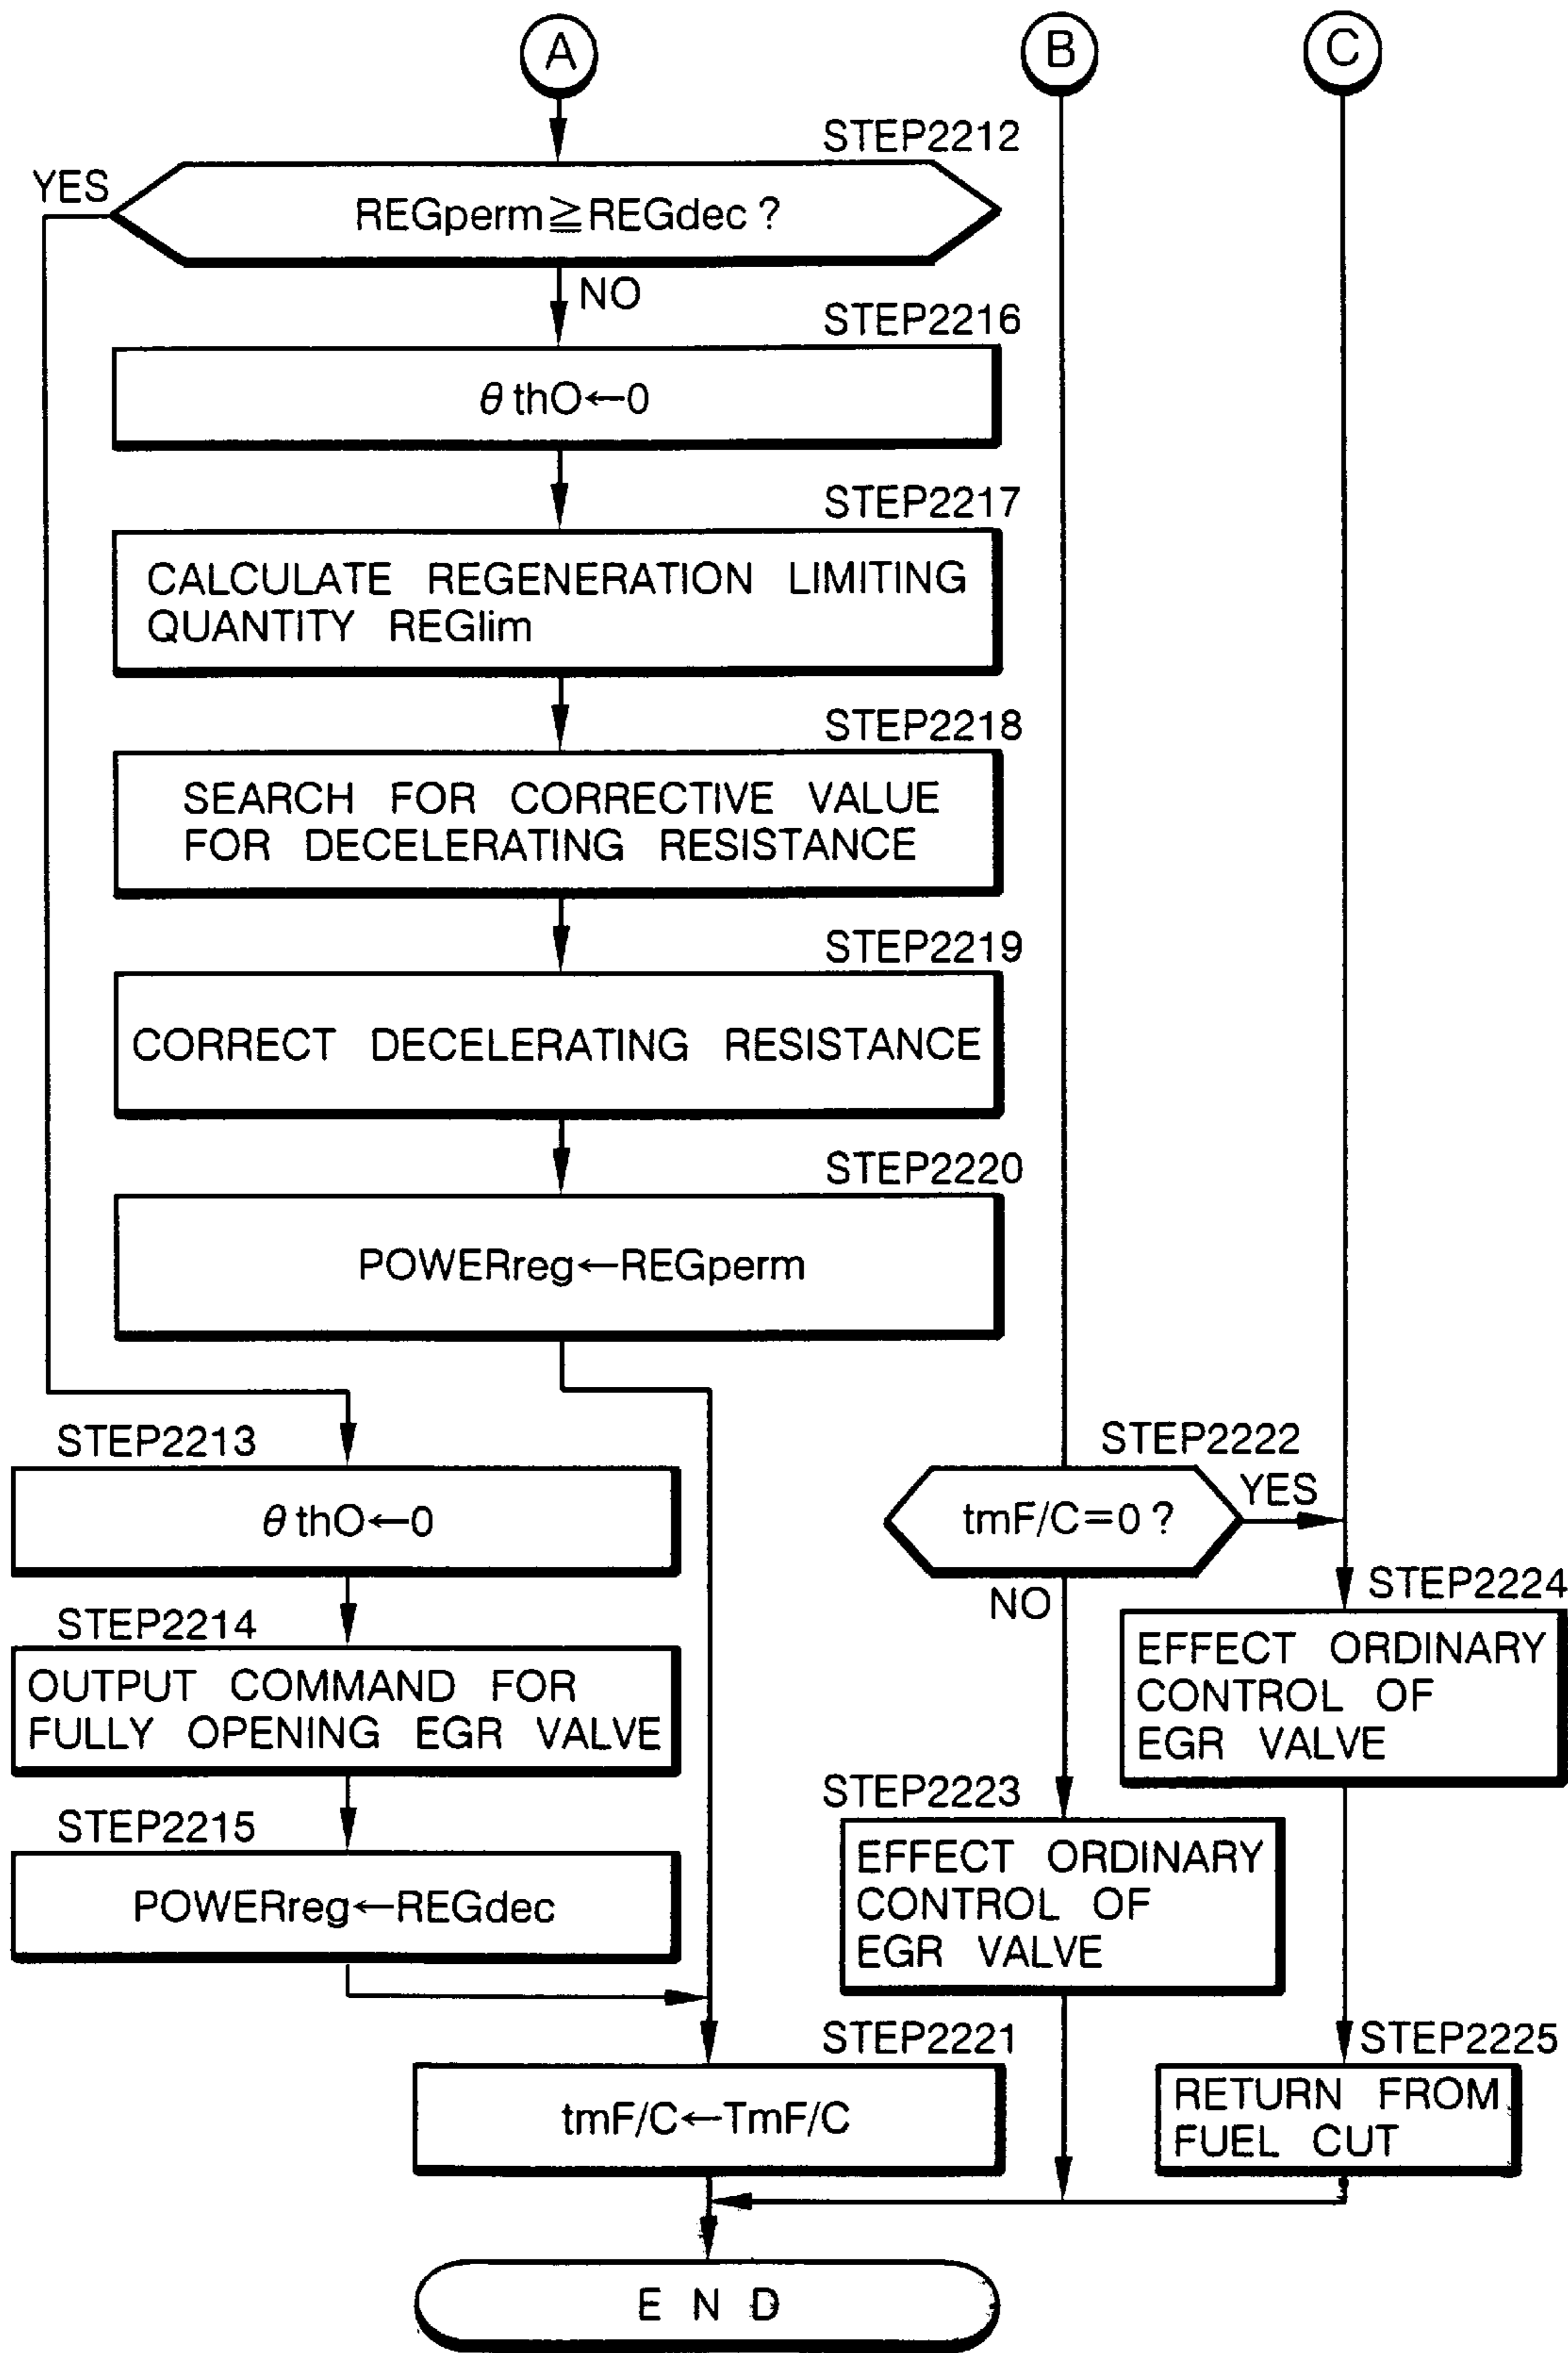 A
B
C
STEP2212
YES
REGperm≧REGdec ?
NO
STEP2216
θ thO←0
STEP2217
CALCULATE REGENERATION LIMITING
QUANTITY REGlim
STEP2218
SEARCH FOR CORRECTIVE VALUE
FOR DECELERATING RESISTANCE
STEP2219
CORRECT DECELERATING RESISTANCE
STEP2220
POWERreg←REGperm
STEP2213
θ thO←0
STEP2214
OUTPUT COMMAND FOR
FULLY OPENING EGR VALVE
STEP2215
POWERreg←REGdec
STEP2222
tmF/C=0 ?
YES
NO
STEP2224
EFFECT ORDINARY
CONTROL OF
EGR VALVE
STEP2223
EFFECT ORDINARY
CONTROL OF
EGR VALVE
STEP2221
tmF/C←TmF/C
STEP2225
RETURN FROM
FUEL CUT
E N D